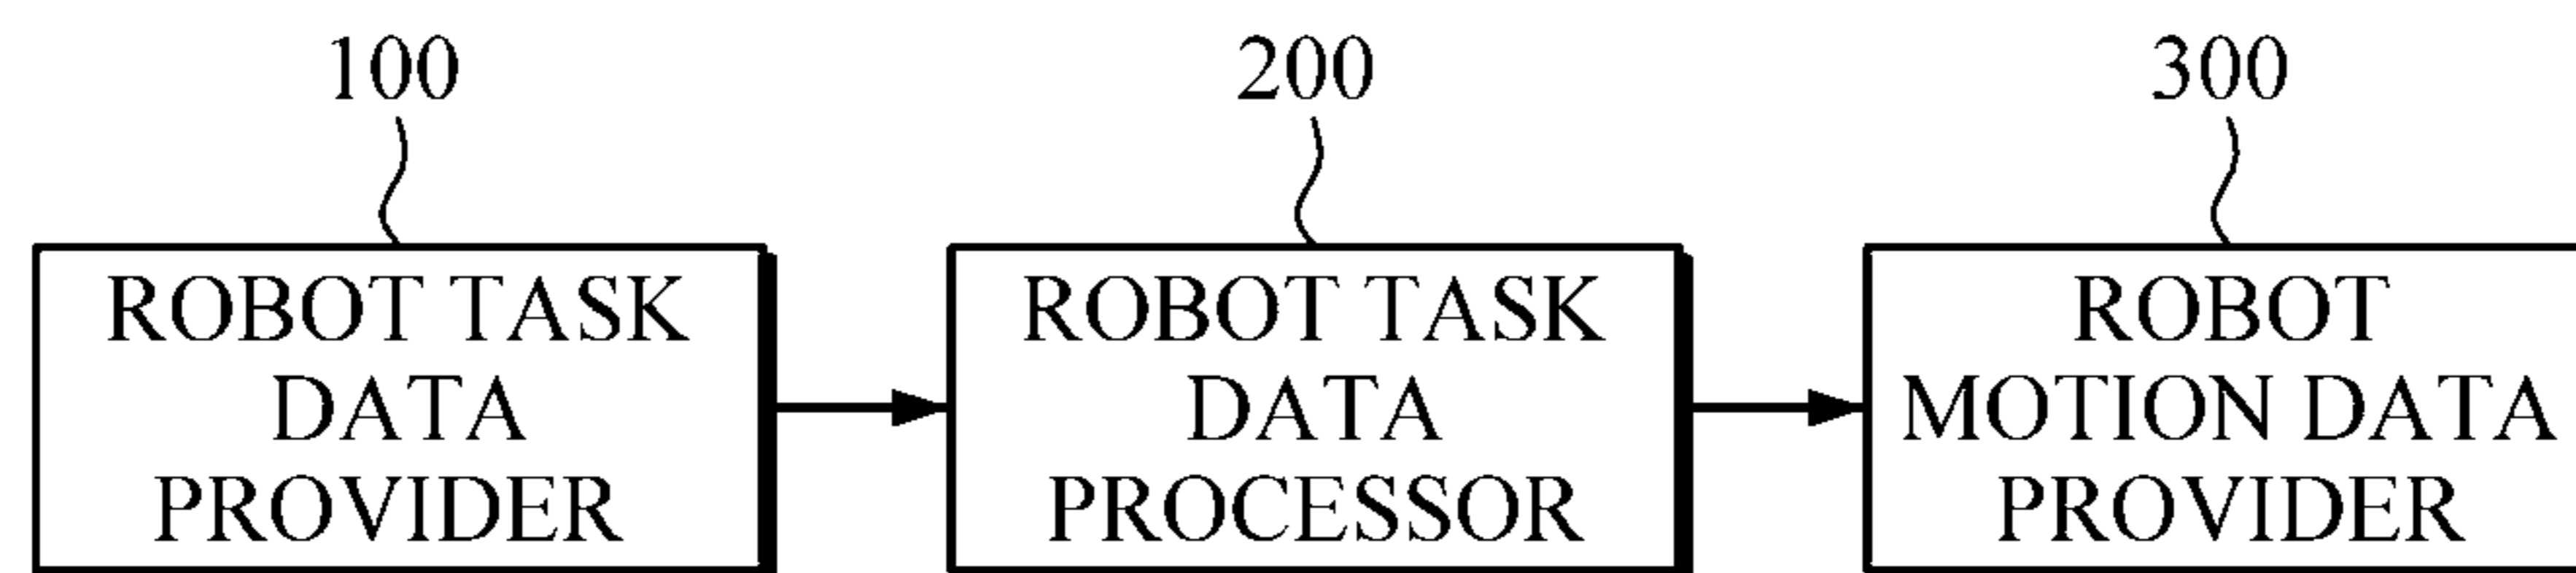 100
200
300
ROBOT TASK
DATA
PROVIDER
ROBOT TASK
DATA
PROCESSOR
ROBOT
MOTION DATA
PROVIDER